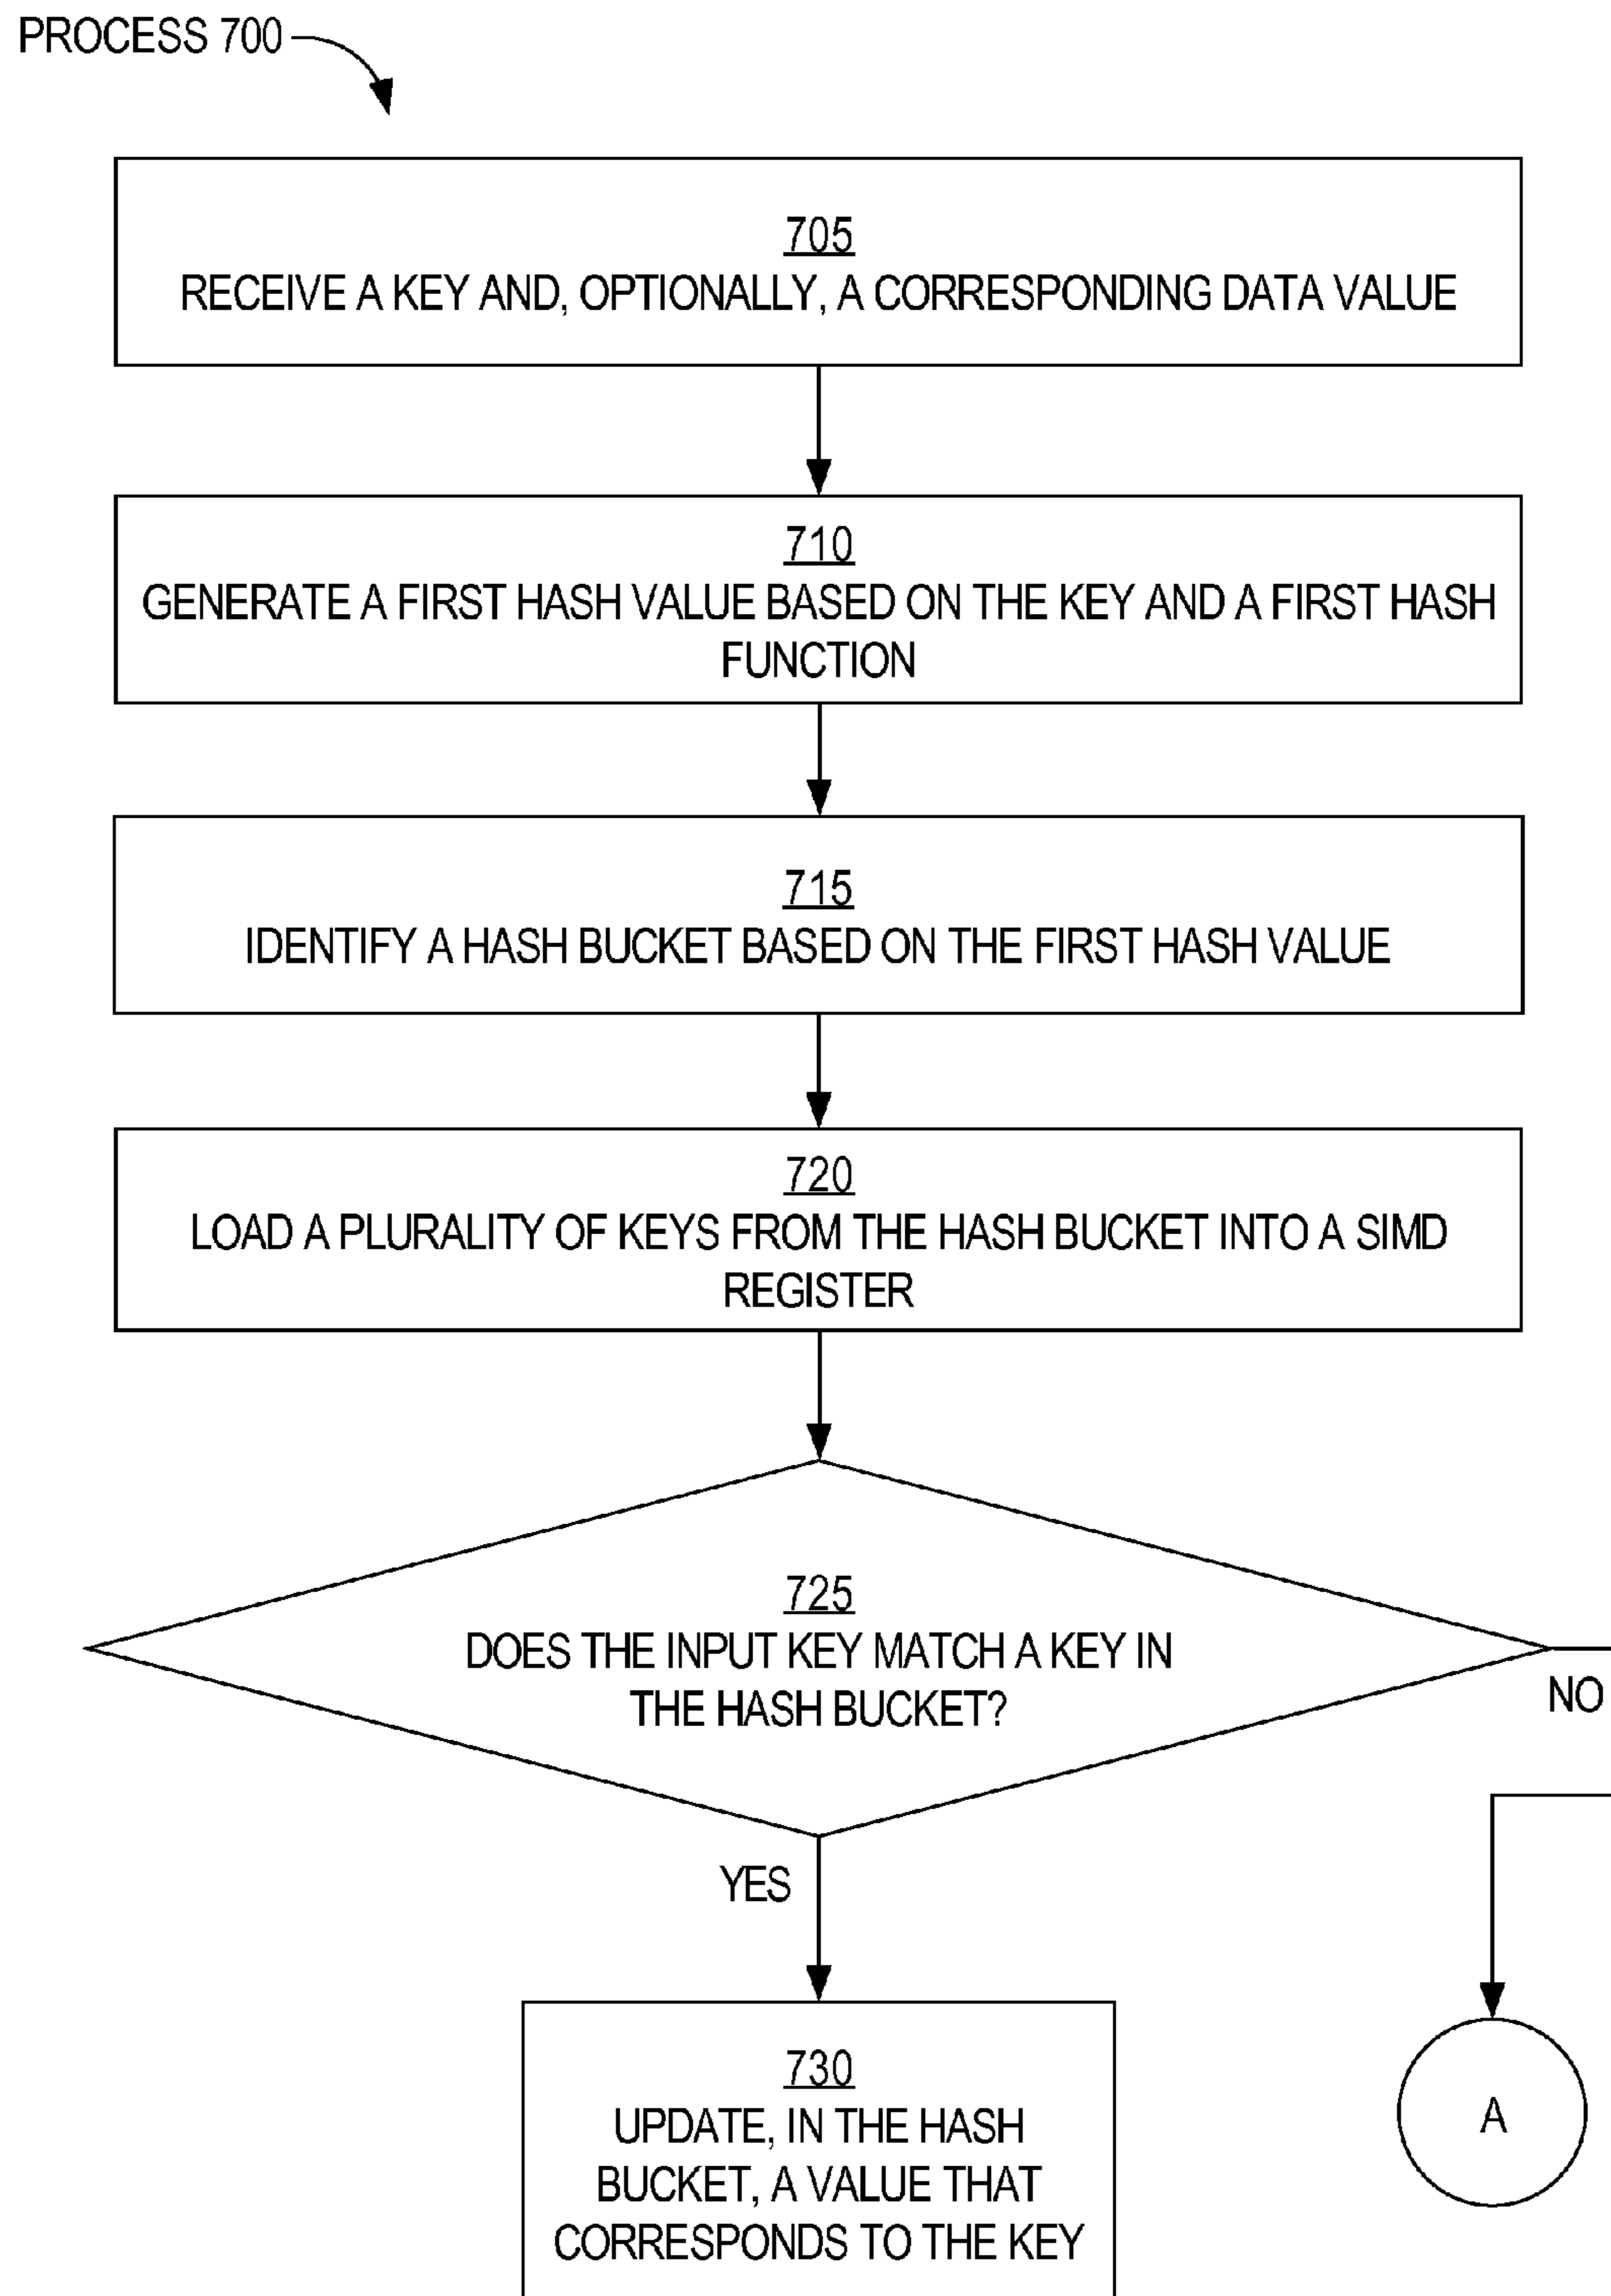 PROCESS 700
705
RECEIVE A KEY AND, OPTIONALLY, A CORRESPONDING DATA VALUE
710
GENERATE A FIRST HASH VALUE BASED ON THE KEY AND A FIRST HASH
FUNCTION
715
IDENTIFY A HASH BUCKET BASED ON THE FIRST HASH VALUE
720
LOAD A PLURALITY OF KEYS FROM THE HASH BUCKET INTO A SIMD
REGISTER
725
DOES THE INPUT KEY MATCH A KEY IN
THE HASH BUCKET?
NO
YES
730
UPDATE, IN THE HASH
BUCKET, A VALUE THAT
CORRESPONDS TO THE KEY
A